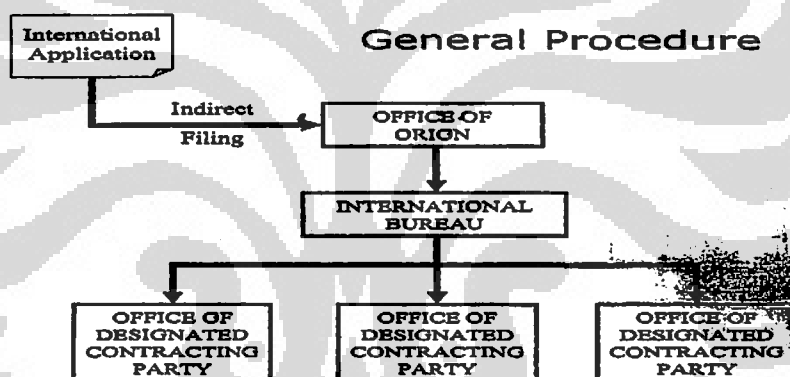 General Procedure
International
Application
Indirect
Filing
OFFICE OF
ORIGN
INTERNATIONAL
BUREAU
OFFICE OF
DESIGNATED
CONTRACTING
PARTY
OFFICE OF
DESIGNATED
CONTRACTING
PARTY
OFFICE OF
DESIGNATED
CONTRACTING
PARTY